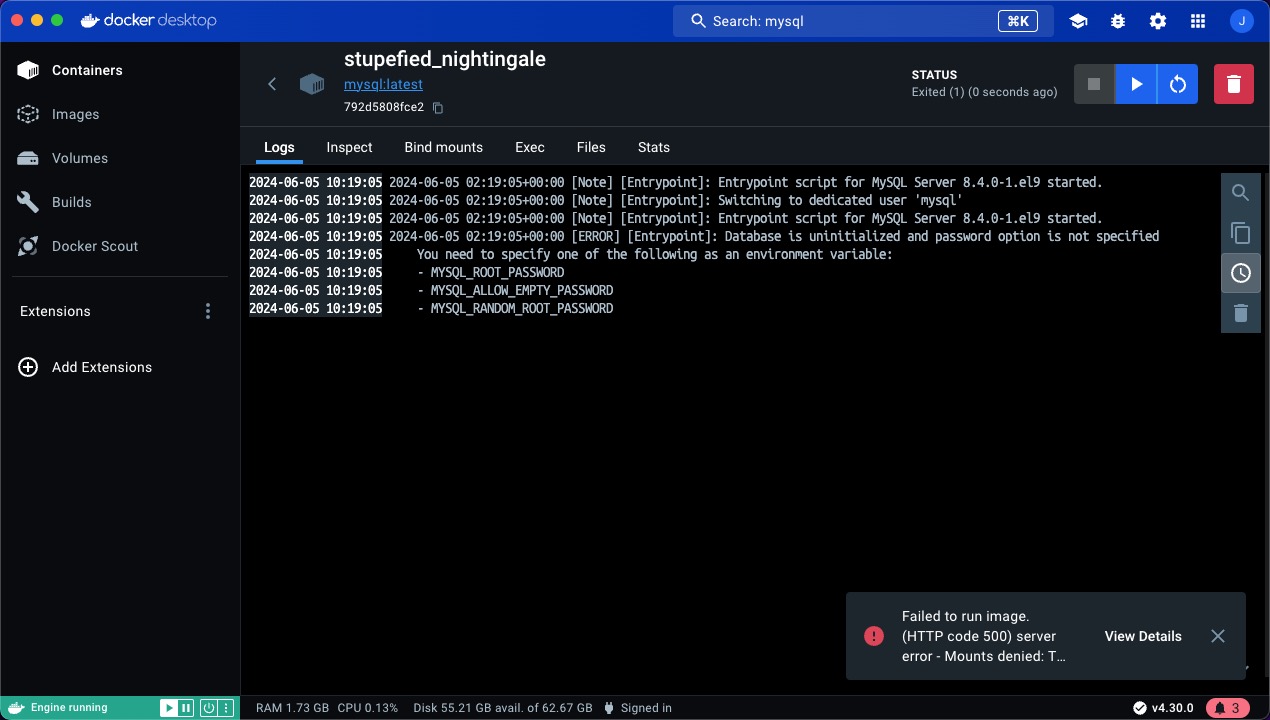 docker desktop
Search: mysql
⌘K
J
Containers
Images
Volumes
Builds
Docker Scout
Extensions
Add Extensions
stupefied_nightingale
mysql:latest
792d5808fce2
STATUS
Exited (1) (0 seconds ago)
Logs Inspect Bind mounts Exec Files Stats
2024-06-05 10:19:05 2024-06-05 02:19:05+00:00 [Note] [Entrypoint]: Entrypoint script for MySQL Server 8.4.0-1.el9 started.
2024-06-05 10:19:05 2024-06-05 02:19:05+00:00 [Note] [Entrypoint]: Switching to dedicated user 'mysql'
2024-06-05 10:19:05 2024-06-05 02:19:05+00:00 [Note] [Entrypoint]: Entrypoint script for MySQL Server 8.4.0-1.el9 started.
2024-06-05 10:19:05 2024-06-05 02:19:05+00:00 [ERROR] [Entrypoint]: Database is uninitialized and password option is not specified
2024-06-05 10:19:05 You need to specify one of the following as an environment variable:
2024-06-05 10:19:05 - MYSQL_ROOT_PASSWORD
2024-06-05 10:19:05 - MYSQL_ALLOW_EMPTY_PASSWORD
2024-06-05 10:19:05 - MYSQL_RANDOM_ROOT_PASSWORD
Failed to run image.
(HTTP code 500) server
error - Mounts denied: T…
View Details
Engine running
RAM 1.73 GB CPU 0.13% Disk 55.21 GB avail. of 62.67 GB Signed in
v4.30.0
3